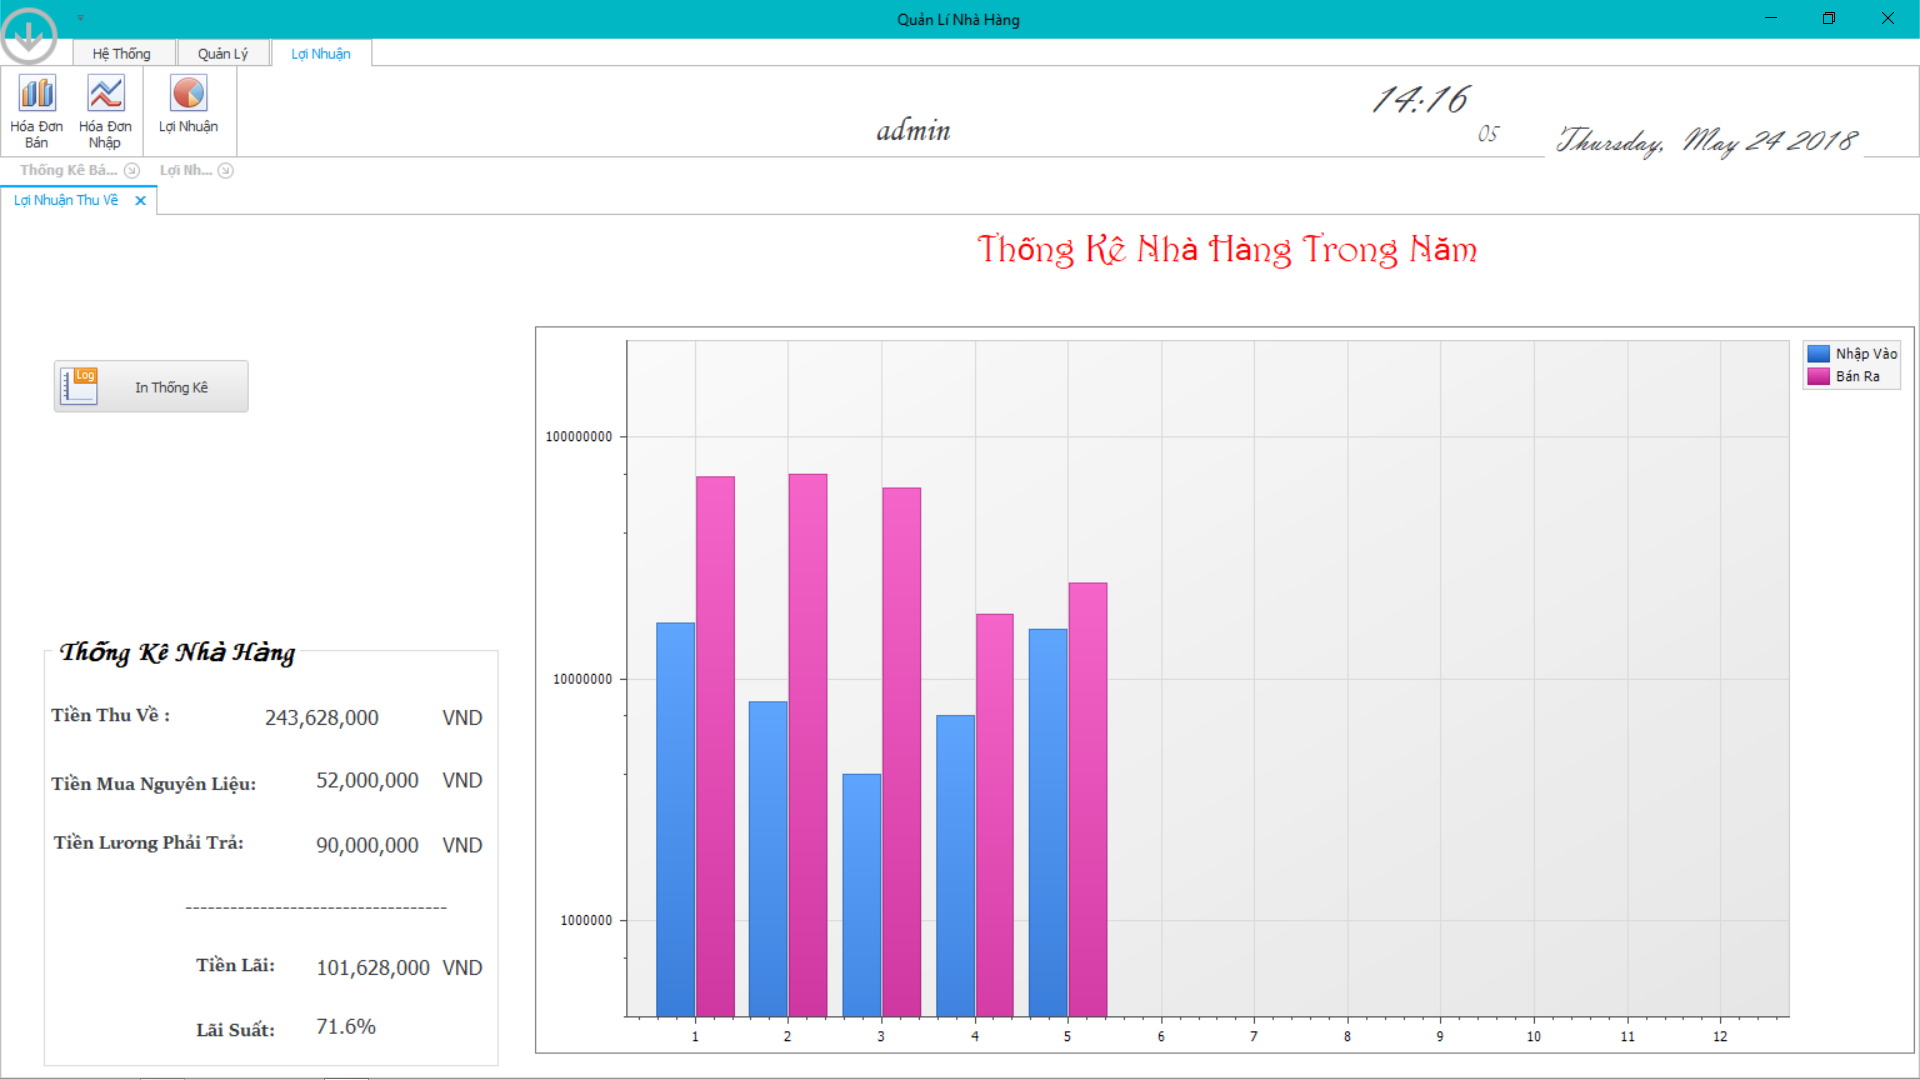 Quản Lí Nhà Hàng
Hệ Thống Quản Lý Lợi Nhuận
Hóa Đơn Bán Hóa Đơn Nhập Lợi Nhuận
admin
14:16
05
Thursday, May 24 2018
Thống Kê Bá... Lợi Nh...
Lợi Nhuận Thu Về
Thống Kê Nhà Hàng Trong Năm
Log
In Thống Kê
Thống Kê Nhà Hàng
Tiền Thu Về : 243,628,000 VND
Tiền Mua Nguyên Liệu: 52,000,000 VND
Tiền Lương Phải Trả: 90,000,000 VND
-----------------------------------
Tiền Lãi: 101,628,000 VND
Lãi Suất: 71.6%
100000000
10000000
1000000
1 2 3 4 5 6 7 8 9 10 11 12
Nhập Vào
Bán Ra